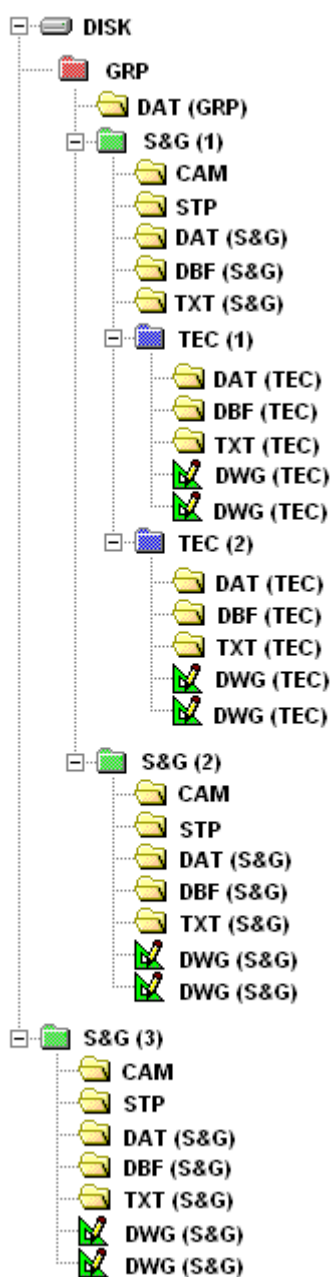 DISK
GRP
DAT (GRP)
S&G (1)
CAM
STP
DAT (S&G)
DBF (S&G)
TXT (S&G)
TEC (1)
DAT (TEC)
DBF (TEC)
TXT (TEC)
DWG (TEC)
DWG (TEC)
TEC (2)
DAT (TEC)
DBF (TEC)
TXT (TEC)
DWG (TEC)
DWG (TEC)
S&G (2)
CAM
STP
DAT (S&G)
DBF (S&G)
TXT (S&G)
DWG (S&G)
DWG (S&G)
S&G (3)
CAM
STP
DAT (S&G)
DBF (S&G)
TXT (S&G)
DWG (S&G)
DWG (S&G)